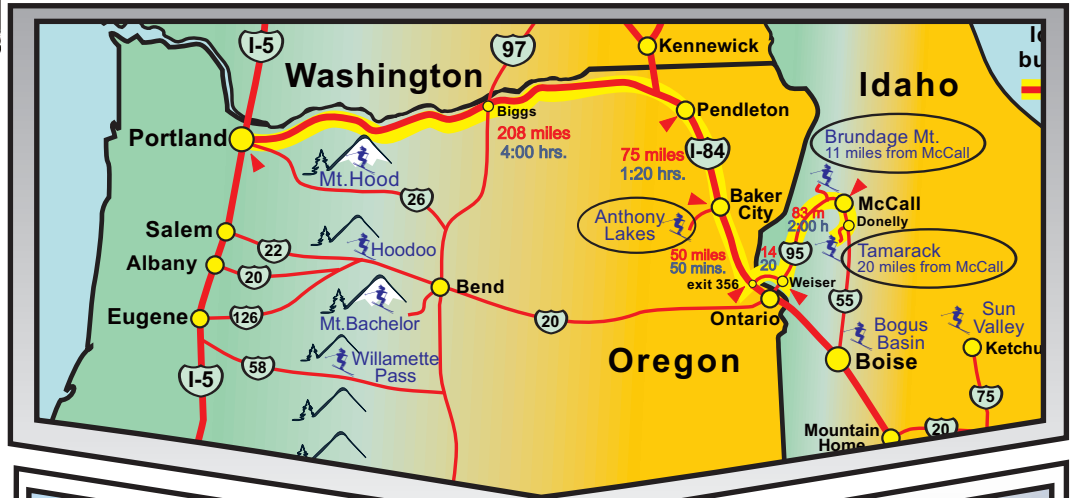 I-5
97
Kennewick
Washington
Idaho
Biggs
Pendleton
Portland
208 miles
4:00 hrs.
75 miles
1:20 hrs.
I-84
Brundage Mt.
11 miles from McCall
Mt.Hood
26
Baker
City
McCall
Donelly
83 m
2:00 h
Anthony
Lakes
Salem
22
Hoodoo
Albany
20
50 miles
50 mins.
14
20
95
Tamarack
20 miles from McCall
exit 356
Weiser
Bend
Ontario
55
Eugene
126
Mt.Bachelor
20
Bogus
Basin
Sun
Valley
Ketchu
Boise
Oregon
Willamette
Pass
58
I-5
75
Mountain
Home
20